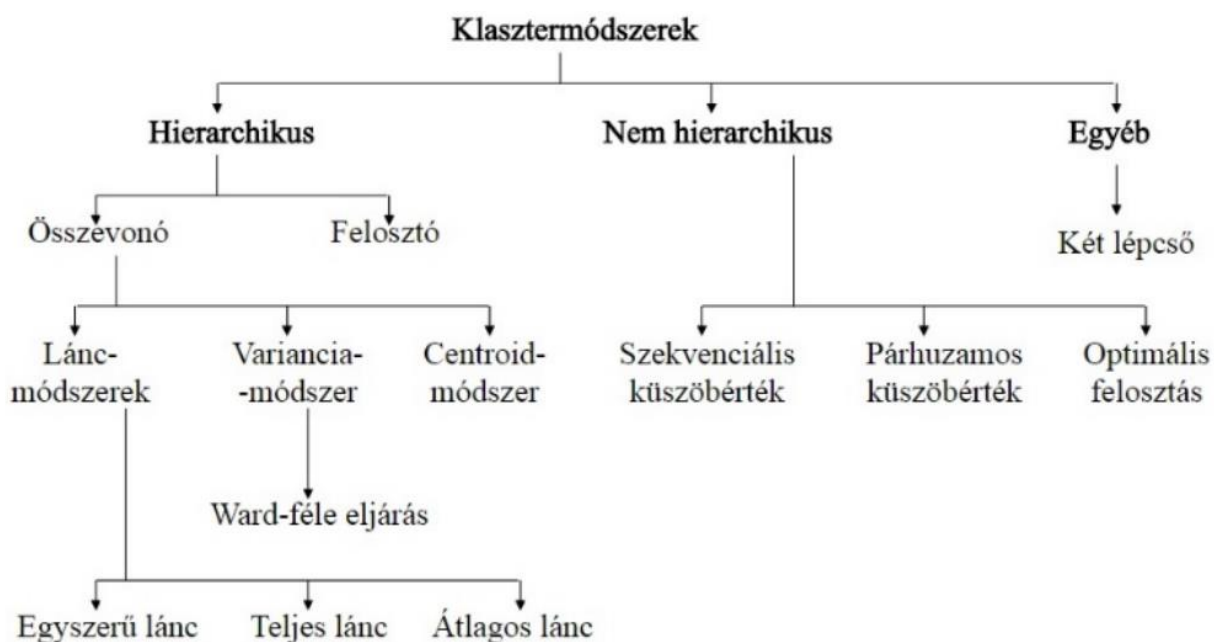 Klasztermódszerek
Hierarchikus
Nem hierarchikus
Egyéb
Összevonó
Felosztó
Két lépcső
Lánc-
módszerek
Variancia-
-módszer
Centroid-
módszer
Szekvenciális
küszöbérték
Párhuzamos
küszöbérték
Optimális
felosztás
Ward-féle eljárás
Egyszerű lánc
Teljes lánc
Átlagos lánc